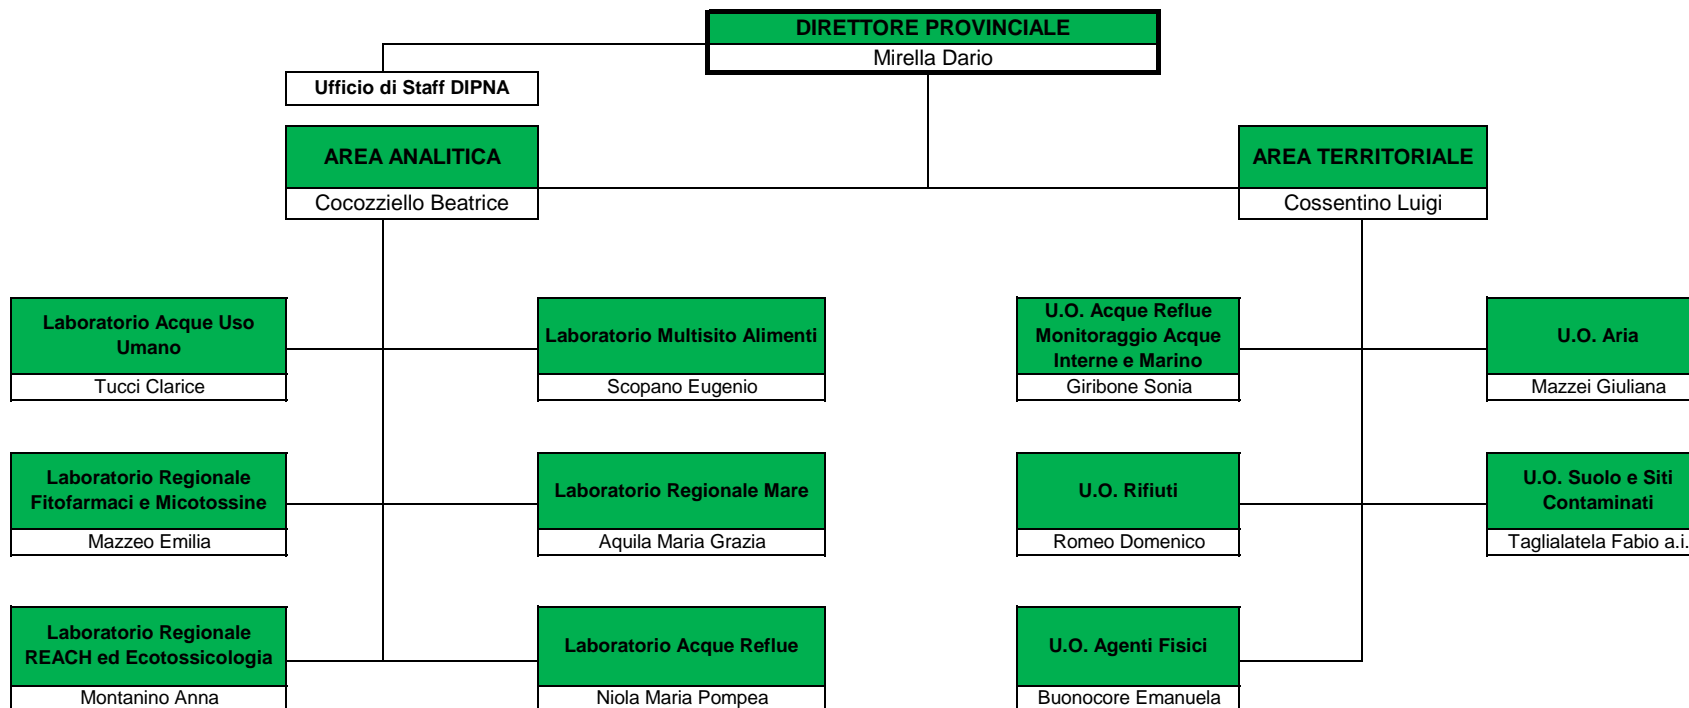 DIRETTORE PROVINCIALE
Mirella Dario
Ufficio di Staff DIPNA
AREA ANALITICA
Cocozziello Beatrice
AREA TERRITORIALE
Cossentino Luigi
Laboratorio Acque Uso
Umano
Tucci Clarice
Laboratorio Multisito Alimenti
Scopano Eugenio
U.O. Acque Reflue
Monitoraggio Acque
Interne e Marino
Giribone Sonia
U.O. Aria
Mazzei Giuliana
Laboratorio Regionale
Fitofarmaci e Micotossine
Mazzeo Emilia
Laboratorio Regionale Mare
Aquila Maria Grazia
U.O. Rifiuti
Romeo Domenico
U.O. Suolo e Siti
Contaminati
Taglialatela Fabio a.i.
Laboratorio Regionale
REACH ed Ecotossicologia
Montanino Anna
Laboratorio Acque Reflue
Niola Maria Pompea
U.O. Agenti Fisici
Buonocore Emanuela